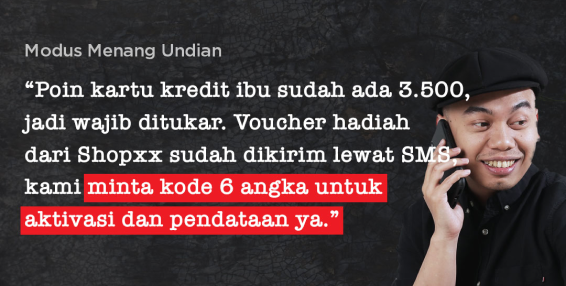 Modus Menang Undian
“Poin kartu kredit ibu sudah ada 3.500,
jadi wajib ditukar. Voucher hadiah
dari Shopxx sudah dikirim lewat SMS,
kami minta kode 6 angka untuk
aktivasi dan pendataan ya.”